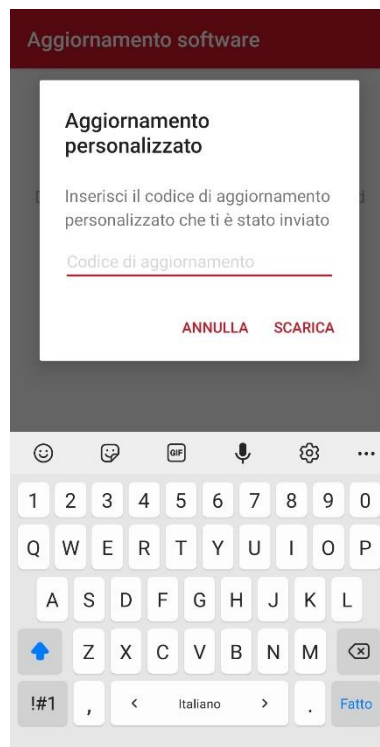 Aggiornamento software
Aggiornamento
personalizzato
Inserisci il codice di aggiornamento
personalizzato che ti è stato inviato
Codice di aggiornamento
ANNULLA SCARICA
GIF
1 2 3 4 5 6 7 8 9 0
Q W E R T Y U I O P
A S D F G H J K L
Z X C V B N M
!#1 , < Italiano > . Fatto